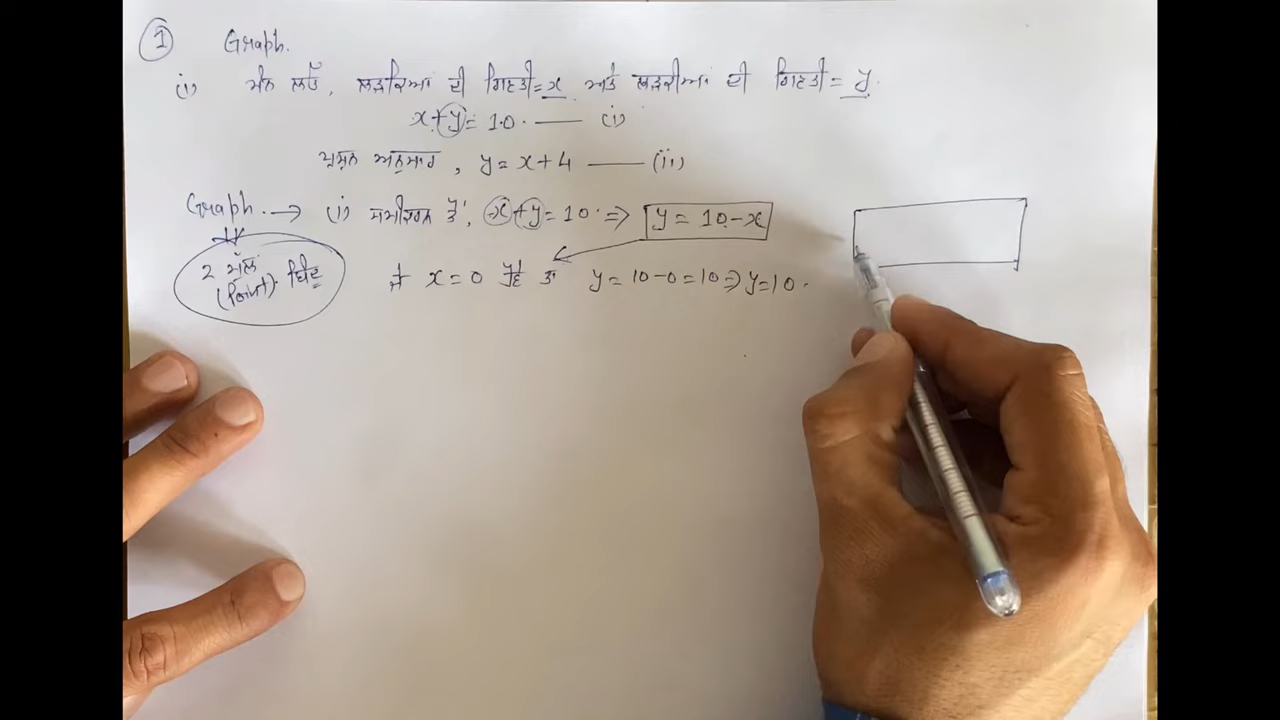 ① Graph.
(i) ਮੰਨ ਲਓ, ਲੜਕਿਆਂ ਦੀ ਗਿਣਤੀ = x ਅਤੇ ਲੜਕੀਆਂ ਦੀ ਗਿਣਤੀ = y.
x + y = 10 — (i)
ਪ੍ਰਸ਼ਨ ਅਨੁਸਾਰ, y = x + 4 — (ii)
Graph. → (i) ਸਮੀਕਰਨ ਤੋਂ, x + y = 10 ⇒ y = 10 - x
2 ਮੁੱਲ
(Point). ਬਿੰਦੂ
ਜੇ x = 0 ਹੋਵੇ ਤਾਂ y = 10 - 0 = 10 ⇒ y = 10.